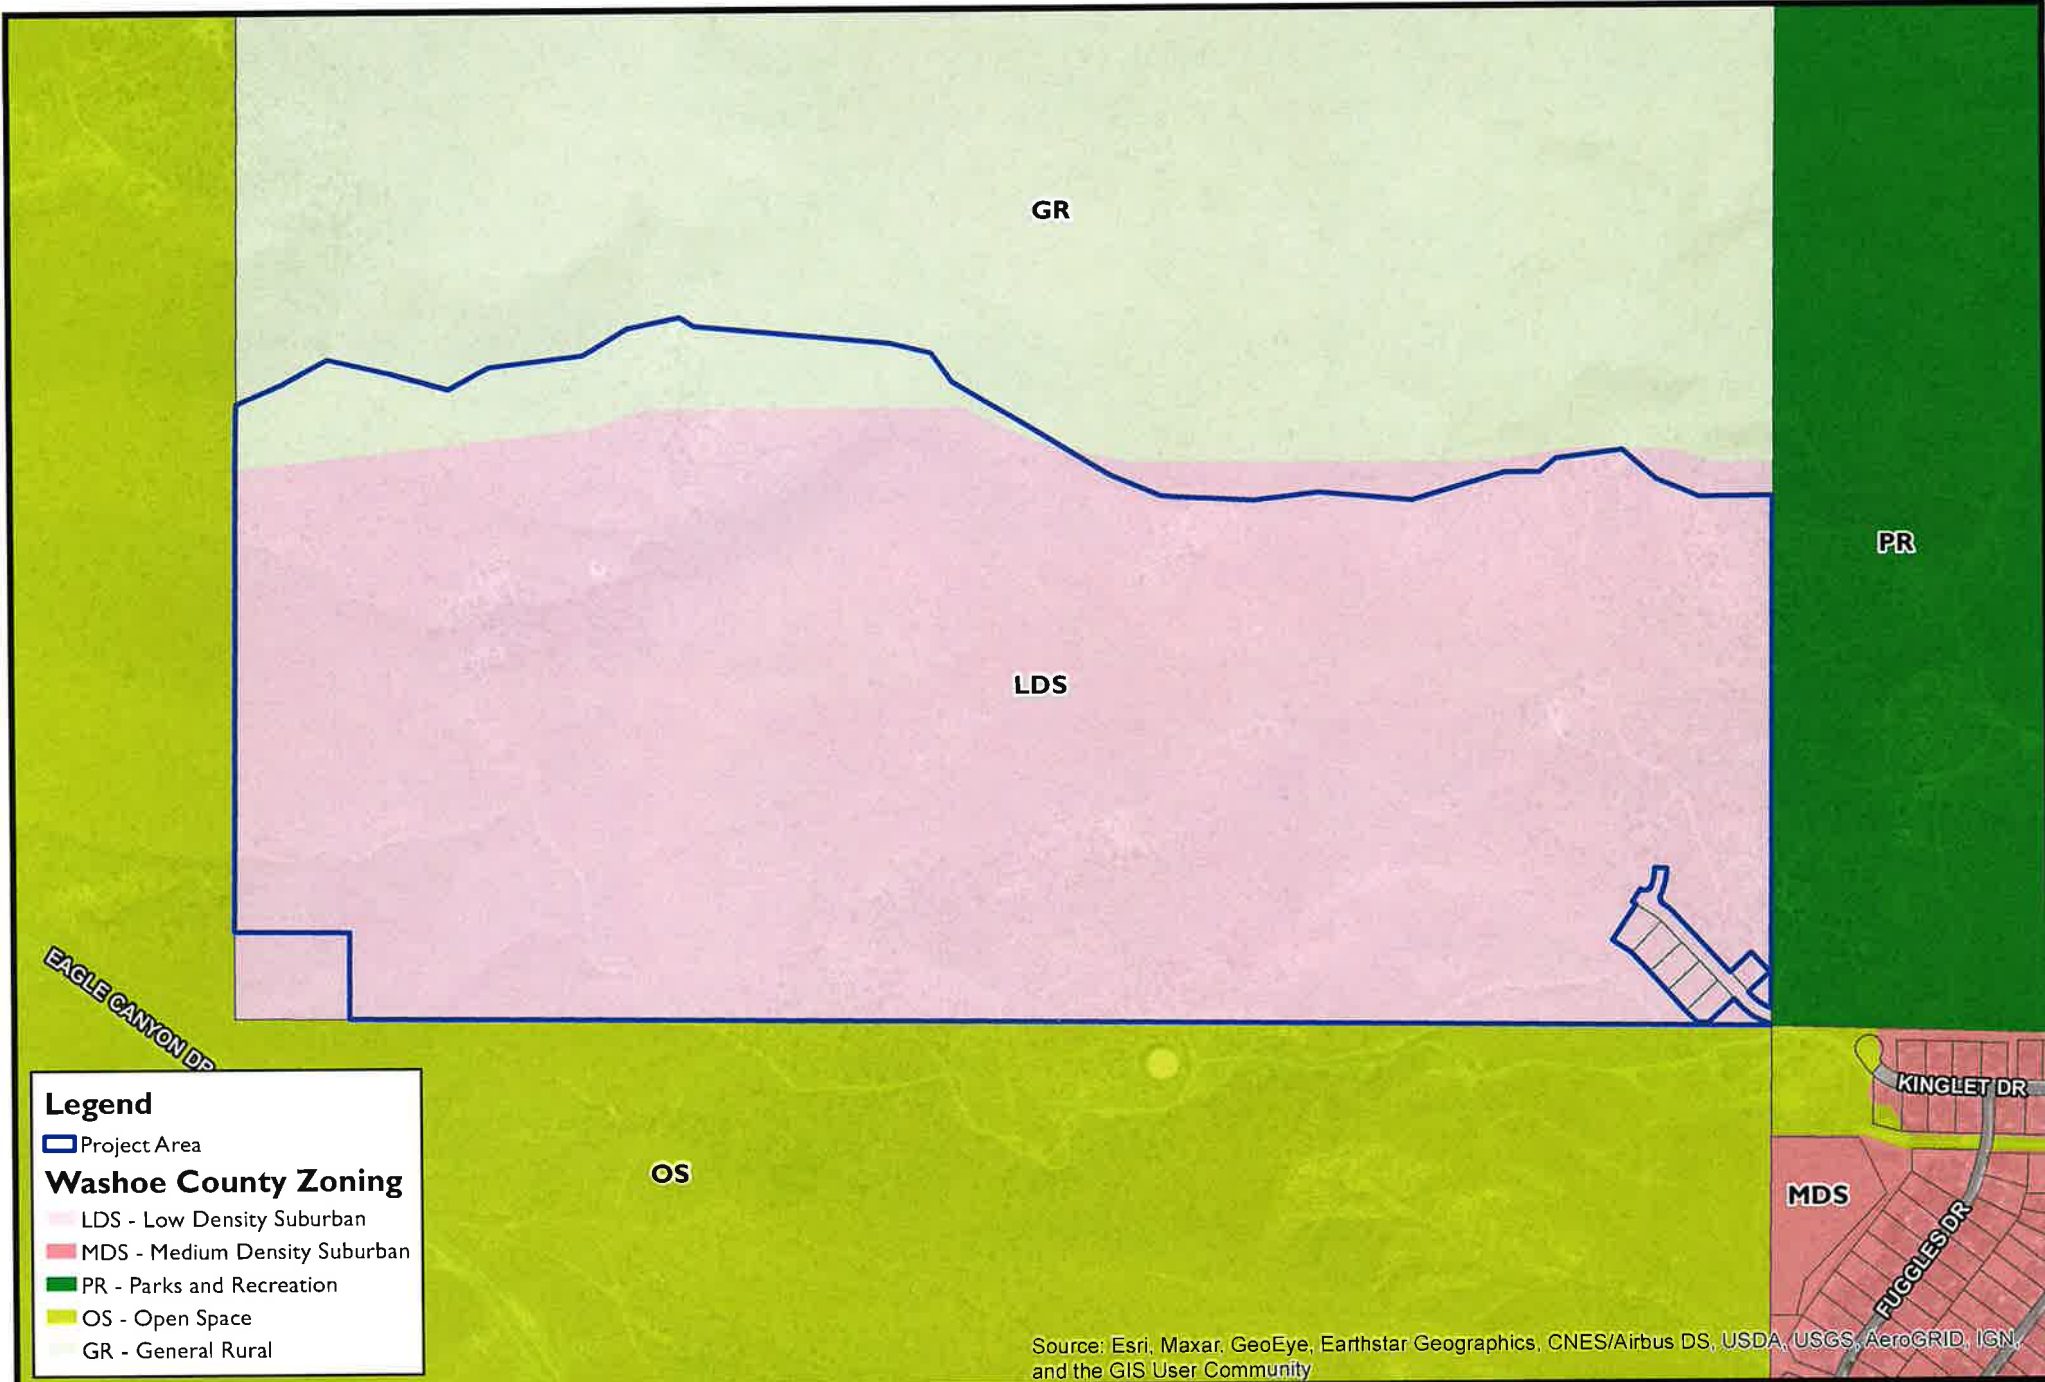 GR
PR
LDS
EAGLE CANYON DR
KINGLET DR
OS
MDS
FUGGLES DR
Legend
Project Area
Washoe County Zoning
LDS - Low Density Suburban
MDS - Medium Density Suburban
PR - Parks and Recreation
OS - Open Space
GR - General Rural
Source: Esri, Maxar, GeoEye, Earthstar Geographics, CNES/Airbus DS, USDA, USGS, AeroGRID, IGN,
and the GIS User Community